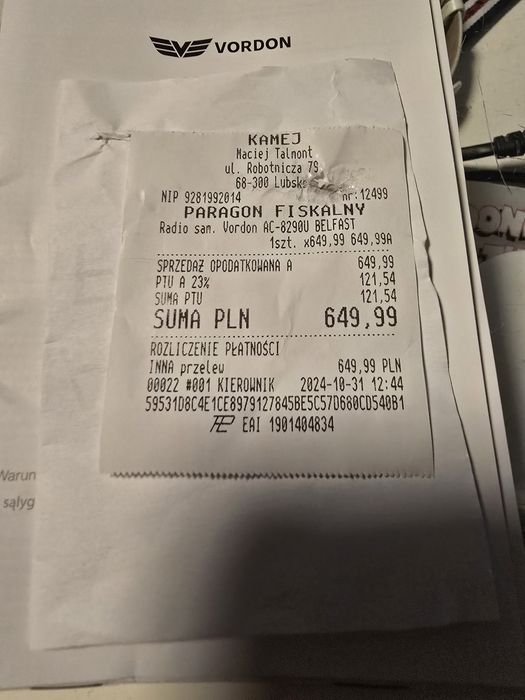 VORDON
KAMEJ
Maciej Talmont
ul. Robotnicza 79
68-300 Lubsk
NIP 9281992014 nr:12499
PARAGON FISKALNY
Radio sam. Vordon AC-8290U BELFAST
1szt. x649,99 649,99A
SPRZEDAŻ OPODATKOWANA A 649,99
PTU A 23% 121,54
SUMA PTU 121,54
SUMA PLN 649,99
ROZLICZENIE PŁATNOŚCI
INNA przelew 649,99 PLN
00022 #001 KIEROWNIK 2024-10-31 12:44
59531D8C4E1CE8979127845BE5C57D680CD540B1
EAI 1901404834
Warun
sąlyg